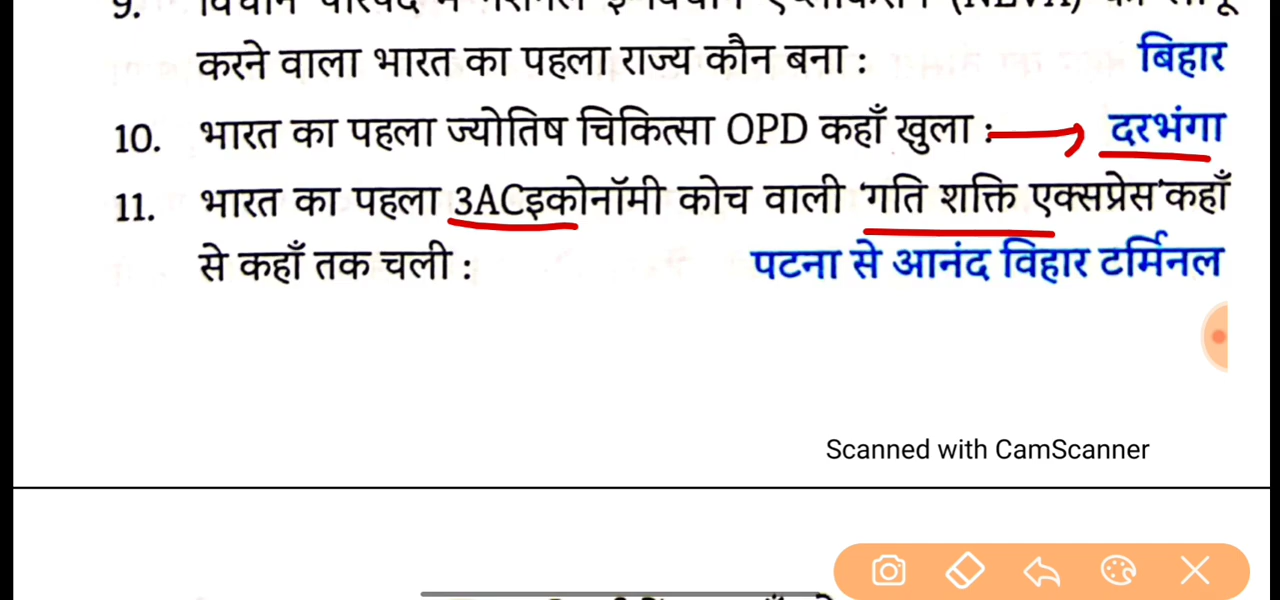 9.
करने वाला भारत का पहला राज्य कौन बना : बिहार
10. भारत का पहला ज्योतिष चिकित्सा OPD कहाँ खुला : दरभंगा
11. भारत का पहला 3ACइकोनॉमी कोच वाली 'गति शक्ति एक्सप्रेस'कहाँ
से कहाँ तक चली : पटना से आनंद विहार टर्मिनल
Scanned with CamScanner